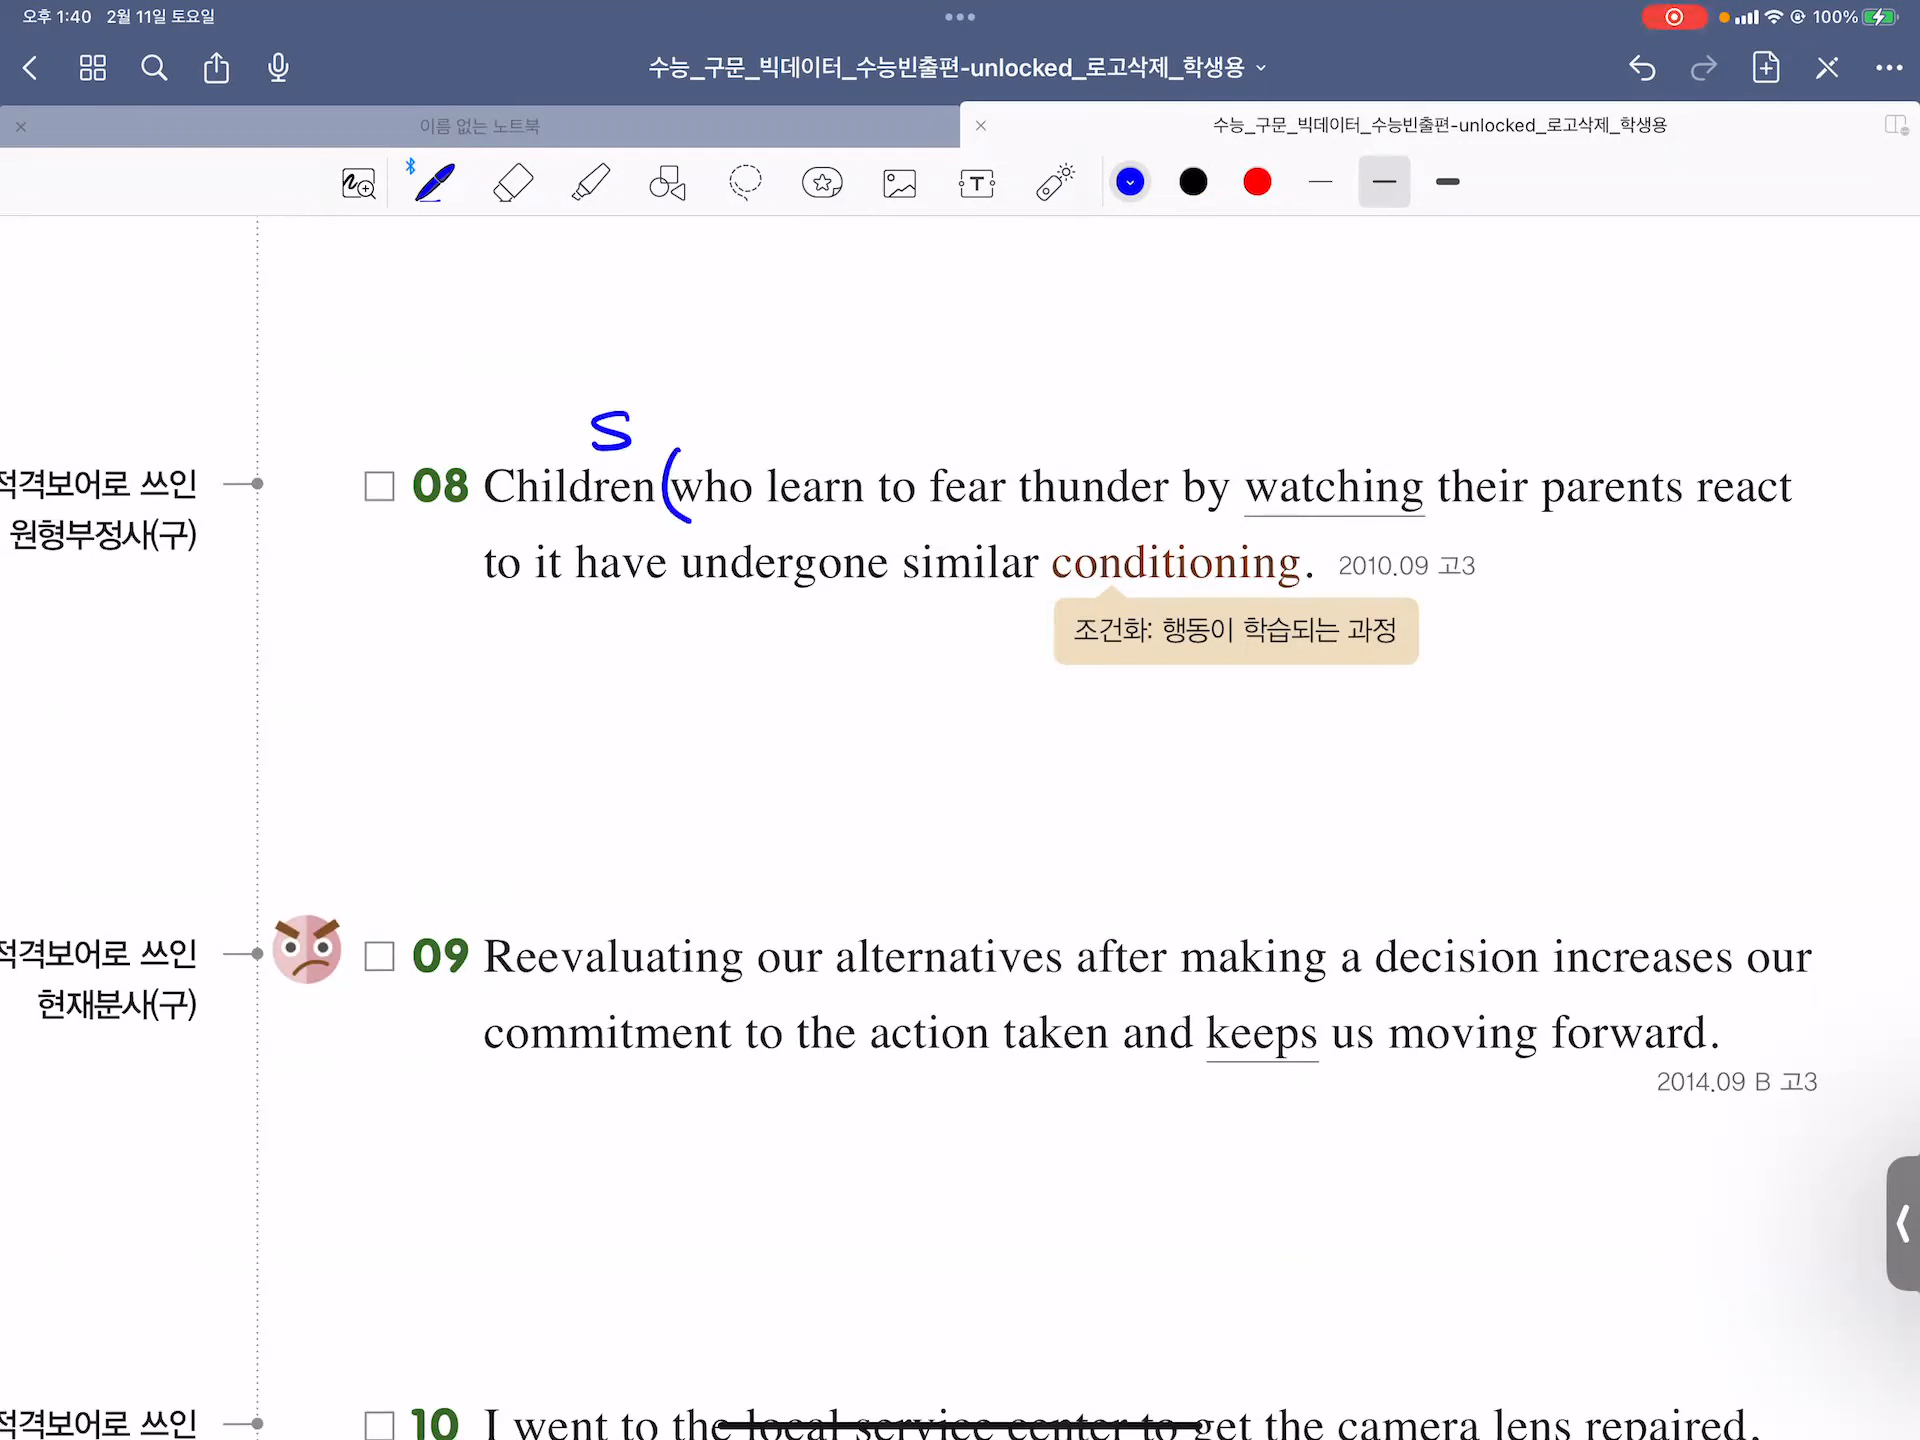 오후 1:40 2월 11일 토요일
100%
수능_구문_빅데이터_수능빈출편-unlocked_로고삭제_학생용
이름 없는 노트북
수능_구문_빅데이터_수능빈출편-unlocked_로고삭제_학생용
T
S
적격보어로 쓰인
원형부정사(구)
08 Children (who learn to fear thunder by watching their parents react
to it have undergone similar conditioning. 2010.09 고3
조건화: 행동이 학습되는 과정
적격보어로 쓰인
현재분사(구)
09 Reevaluating our alternatives after making a decision increases our
commitment to the action taken and keeps us moving forward.
2014.09 B 고3
적격보어로 쓰인
10 I went to the local service center to get the camera lens repaired.